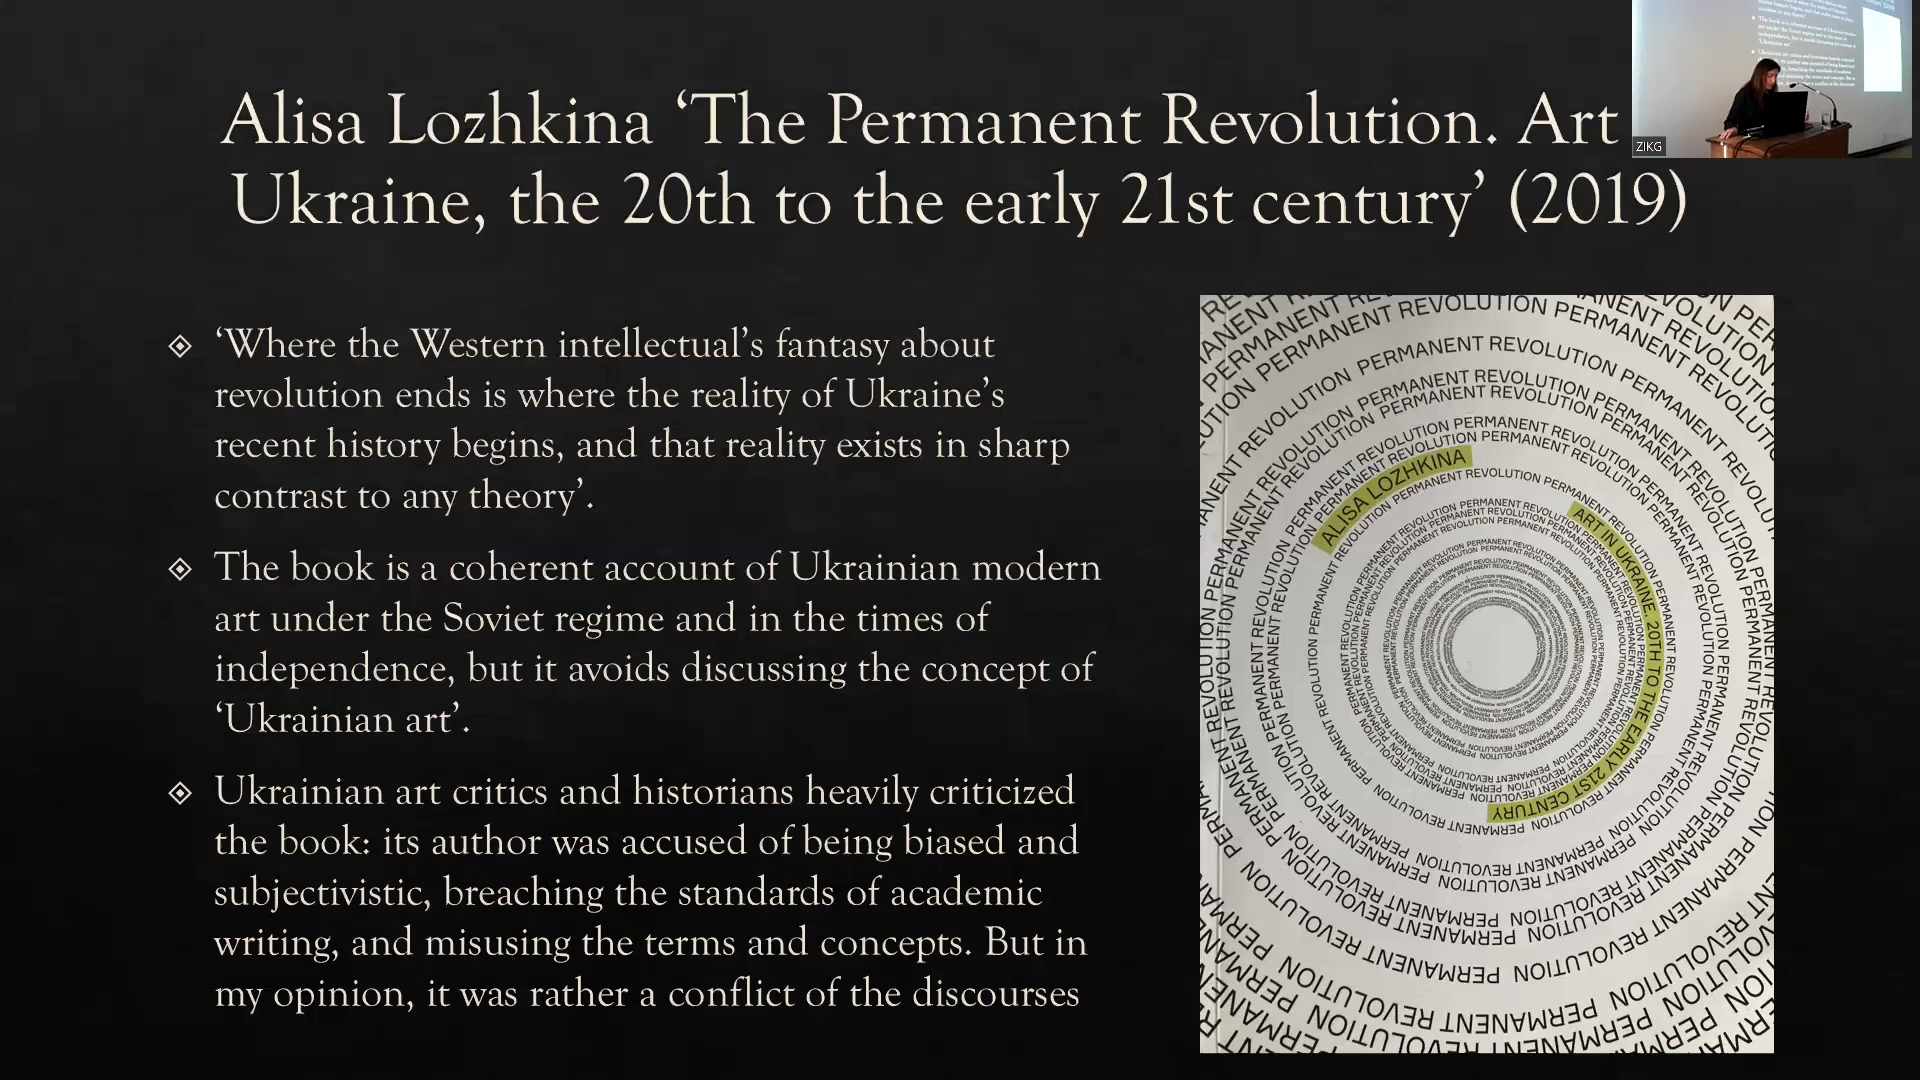 Alisa Lozhkina ‘The Permanent Revolution. Art
Ukraine, the 20th to the early 21st century’ (2019)
ZIKG
‘Where the Western intellectual’s fantasy about
revolution ends is where the reality of Ukraine’s
recent history begins, and that reality exists in sharp
contrast to any theory’.
The book is a coherent account of Ukrainian modern
art under the Soviet regime and in the times of
independence, but it avoids discussing the concept of
‘Ukrainian art’.
Ukrainian art critics and historians heavily criticized
the book: its author was accused of being biased and
subjectivistic, breaching the standards of academic
writing, and misusing the terms and concepts. But in
my opinion, it was rather a conflict of the discourses
ALISA LOZHKINA
ART IN UKRAINE 20TH TO THE EARLY 21ST CENTURY
PERMANENT REVOLUTION